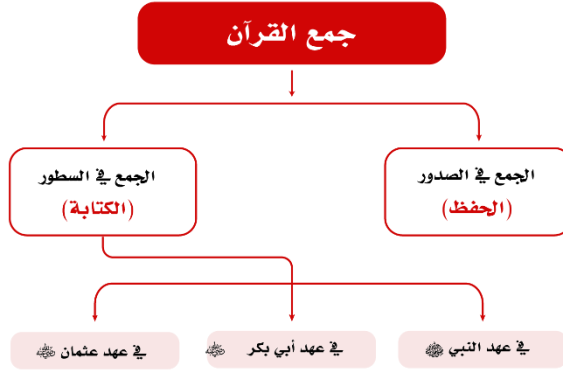 جمع القرآن
الجمع في الصدور
(الحفظ)
الجمع في السطور
(الكتابة)
في عهد النبي ﷺ
في عهد أبي بكر
في عهد عثمان